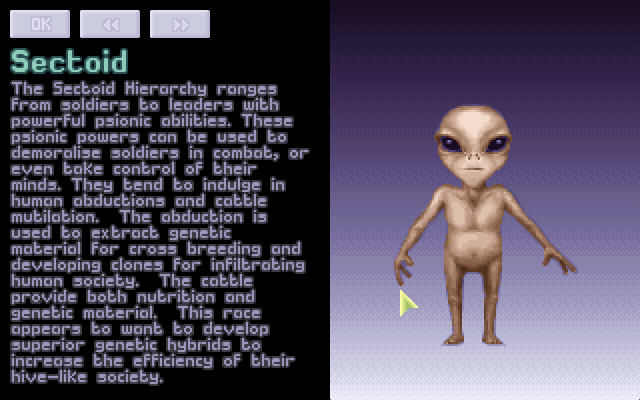 OK << >>
Sectoid
The Sectoid Hierarchy ranges
from soldiers to leaders with
powerful psionic abilities. These
psionic powers can be used to
demoralise soldiers in combat, or
even take control of their
minds. They tend to indulge in
human abductions and cattle
mutilation.  The abduction is
used to extract genetic
material for cross breeding and
developing clones for infiltrating
human society.  The cattle
provide both nutrition and
genetic material.  This race
appears to want to develop
superior genetic hybrids to
increase the efficiency of their
hive-like society.